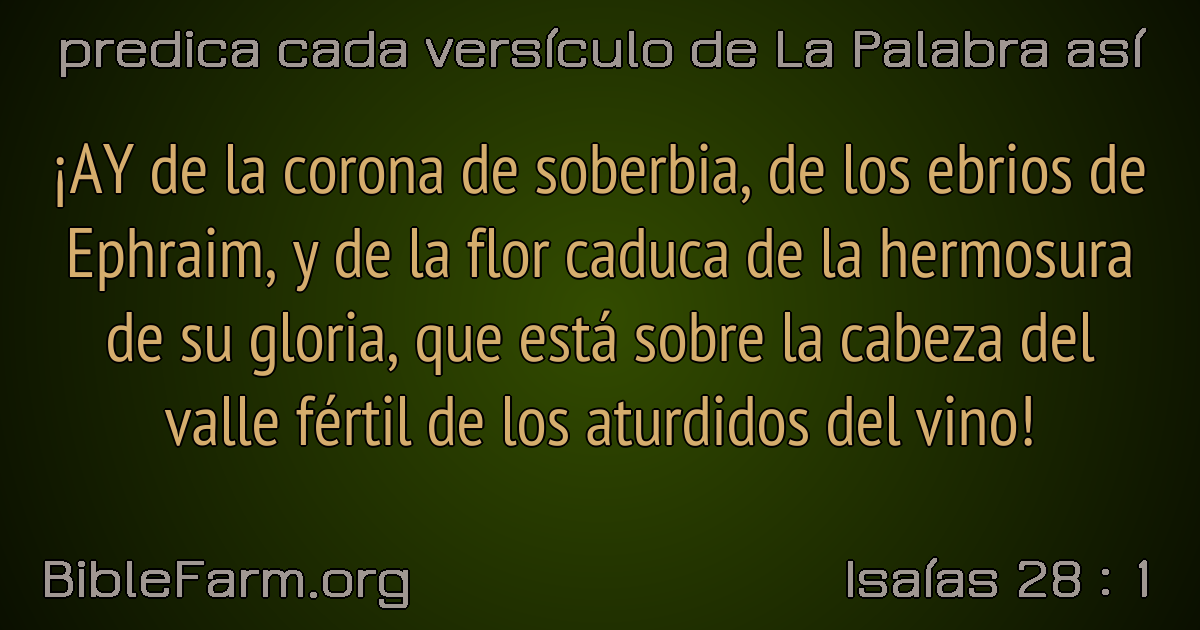 predica cada versículo de La Palabra así
¡AY de la corona de soberbia, de los ebrios de
Ephraim, y de la flor caduca de la hermosura
de su gloria, que está sobre la cabeza del
valle fértil de los aturdidos del vino!
BibleFarm.org
Isaías 28 : 1